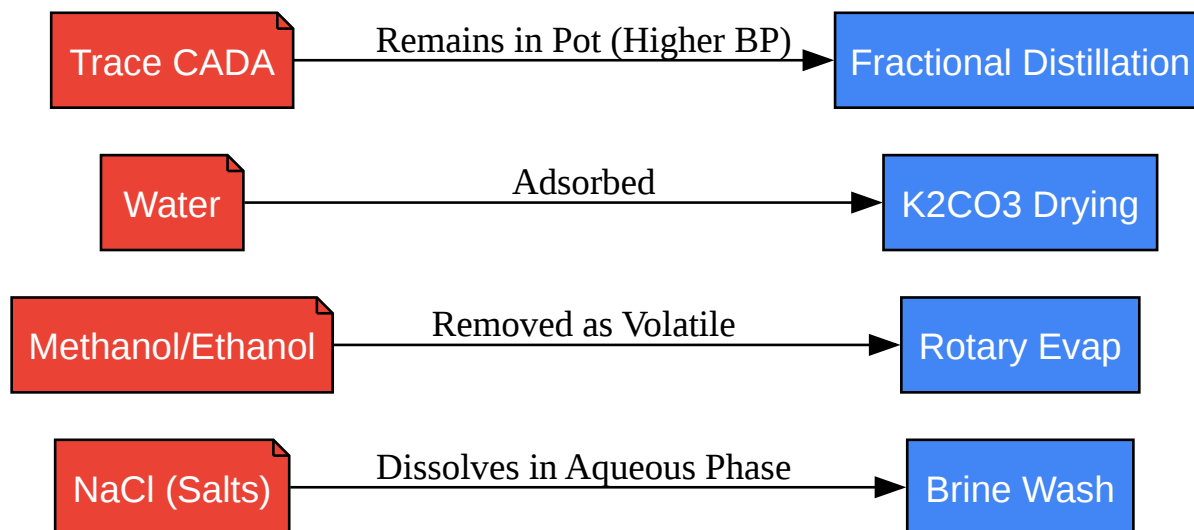 Trace CADA
Remains in Pot (Higher BP)
Fractional Distillation
Water
Adsorbed
K2CO3 Drying
Methanol/Ethanol
Removed as Volatile
Rotary Evap
NaCl (Salts)
Dissolves in Aqueous Phase
Brine Wash